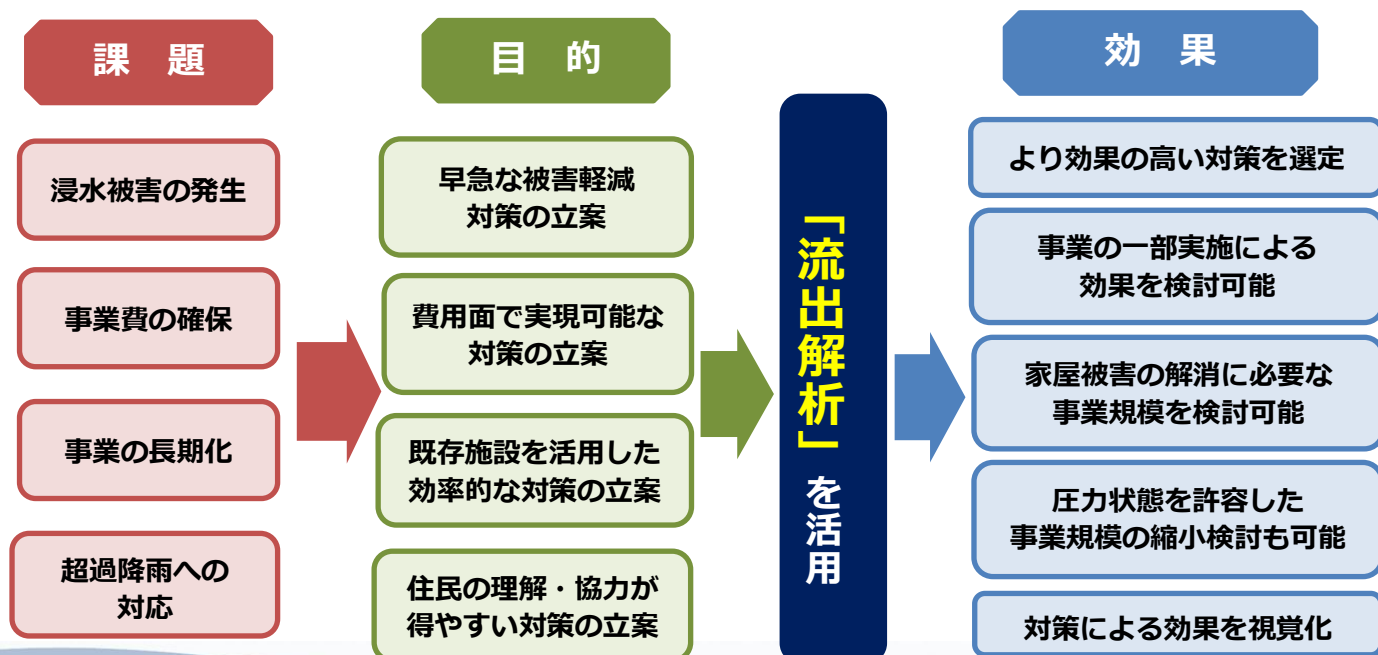 課　題
浸水被害の発生
事業費の確保
事業の長期化
超過降雨への
対応
目　的
早急な被害軽減
対策の立案
費用面で実現可能な
対策の立案
既存施設を活用した
効率的な対策の立案
住民の理解・協力が
得やすい対策の立案
「流出解析」を活用
効　果
より効果の高い対策を選定
事業の一部実施による
効果を検討可能
家屋被害の解消に必要な
事業規模を検討可能
圧力状態を許容した
事業規模の縮小検討も可能
対策による効果を視覚化